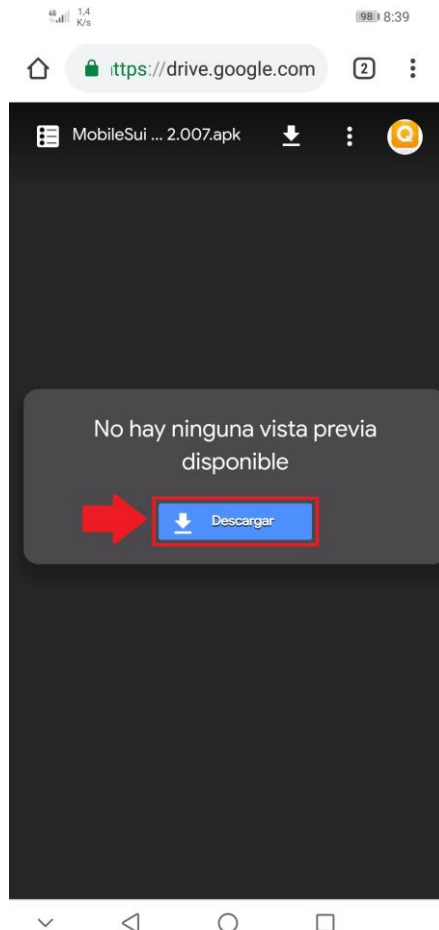 46 1,4
K/s
98 8:39
ttps://drive.google.com 2
MobileSui ... 2.007.apk
Q
No hay ninguna vista previa
disponible
Descargar